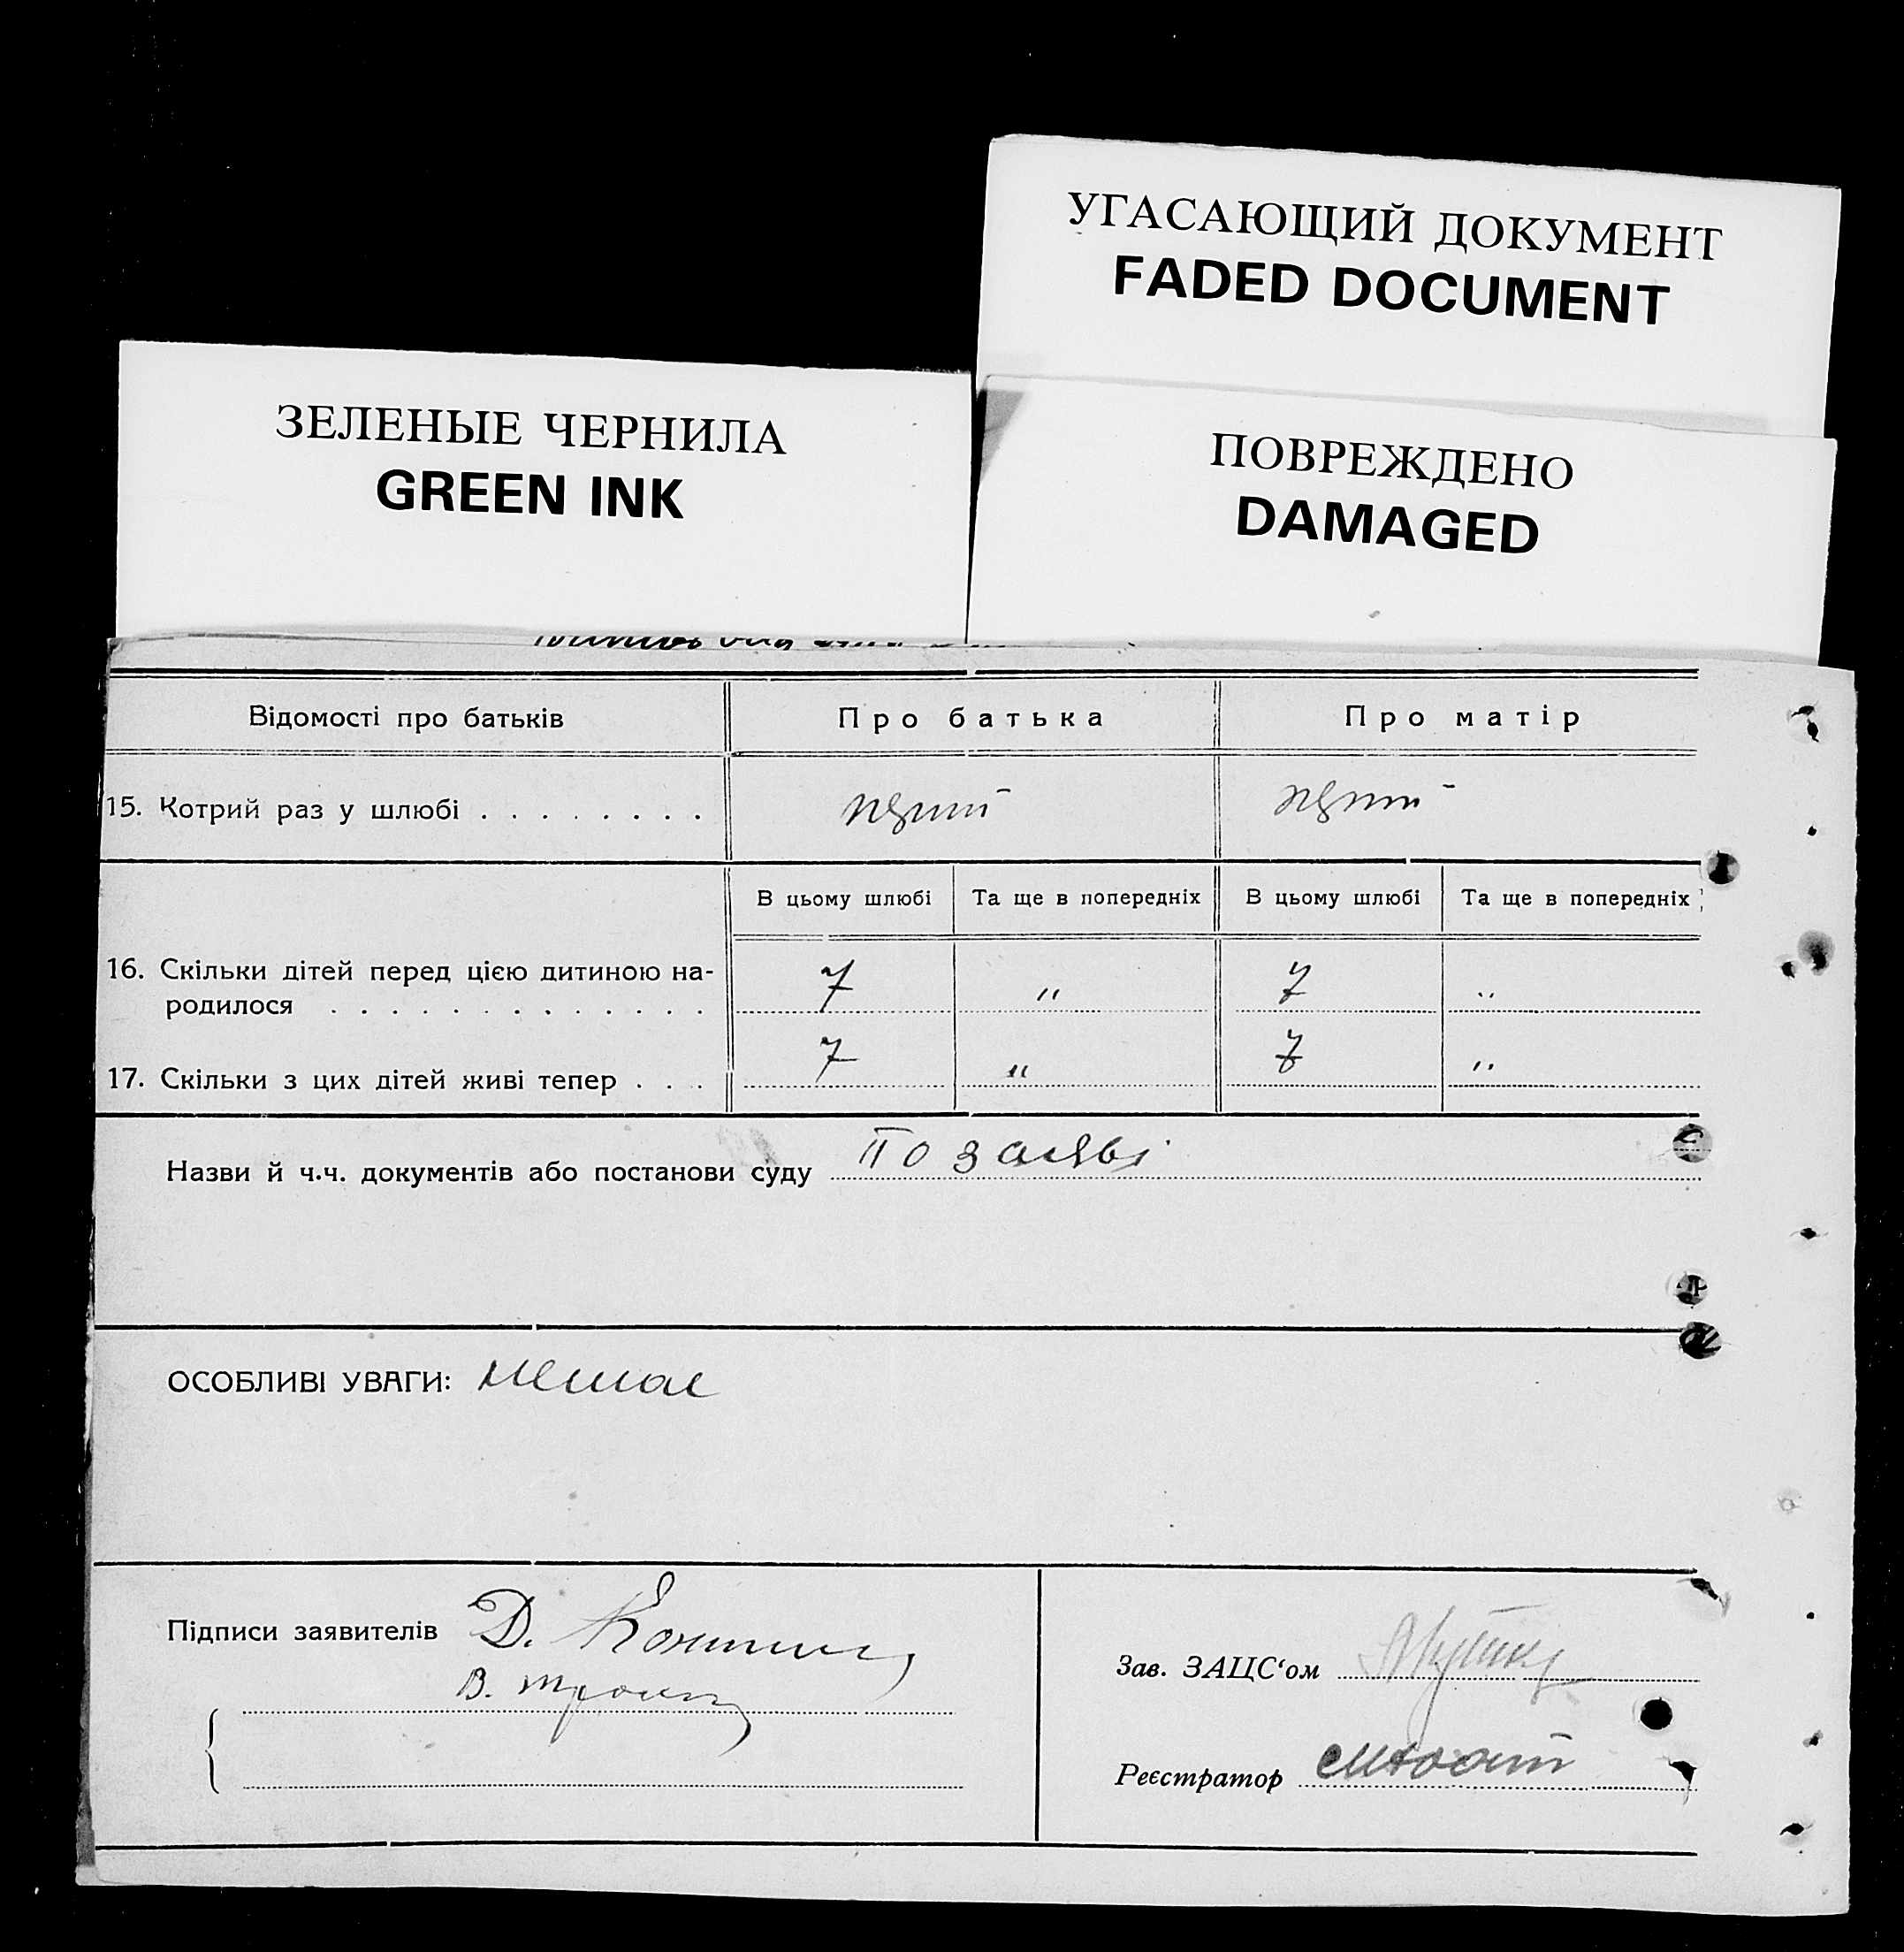 УГАСАЮЩИЙ ДОКУМЕНТ
FADED DOCUMENT
ЗЕЛЕНЫЕ ЧЕРНИЛА
GREEN INK
ПОВРЕЖДЕНО
DAMAGED
Відомості про батьків Про батька Про матір
15. Котрий раз у шлюбі . . . . . . . .
В цьому шлюбі Та ще в попередніх В цьому шлюбі Та ще в попередніх
16. Скільки дітей перед цією дитиною на-
родилося . . . . . . . . . . . . . 7 " 7 "
17. Скільки з цих дітей живі тепер . . . 7 " 7 "
Назви й ч.ч. документів або постанови суду По заяві
ОСОБЛИВІ УВАГИ: немає
Підписи заявителів Д.
В.
Зав. ЗАЦС‘ом
Реєстратор